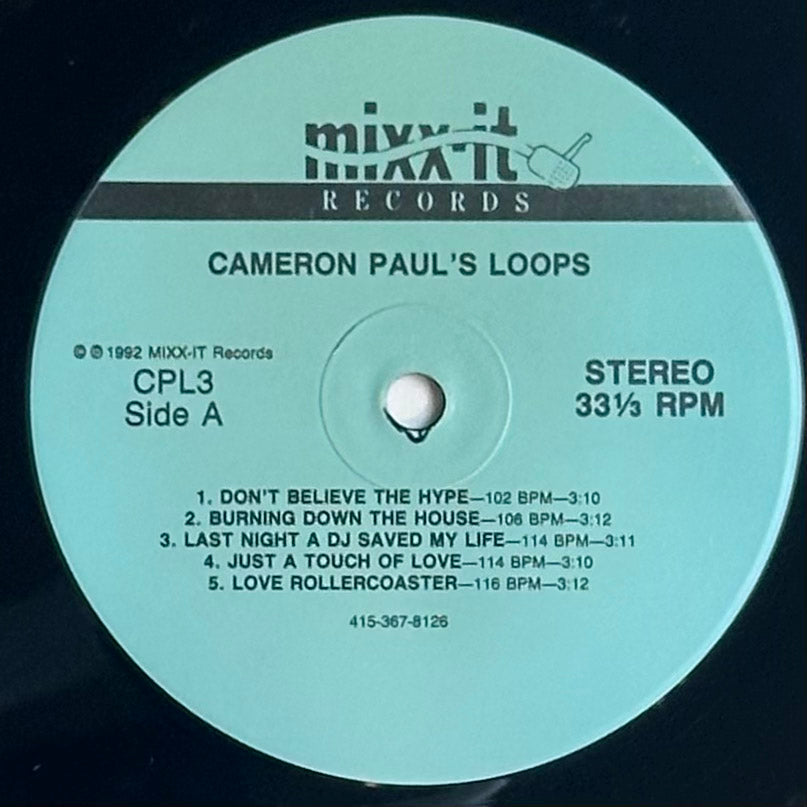 mixx-it
RECORDS
CAMERON PAUL'S LOOPS
© ℗ 1992 MIXX-IT Records
CPL3
Side A
STEREO
33⅓ RPM
1. DON'T BELIEVE THE HYPE—102 BPM—3:10
2. BURNING DOWN THE HOUSE—106 BPM—3:12
3. LAST NIGHT A DJ SAVED MY LIFE—114 BPM—3:11
4. JUST A TOUCH OF LOVE—114 BPM—3:10
5. LOVE ROLLERCOASTER—116 BPM—3:12
415-367-8126